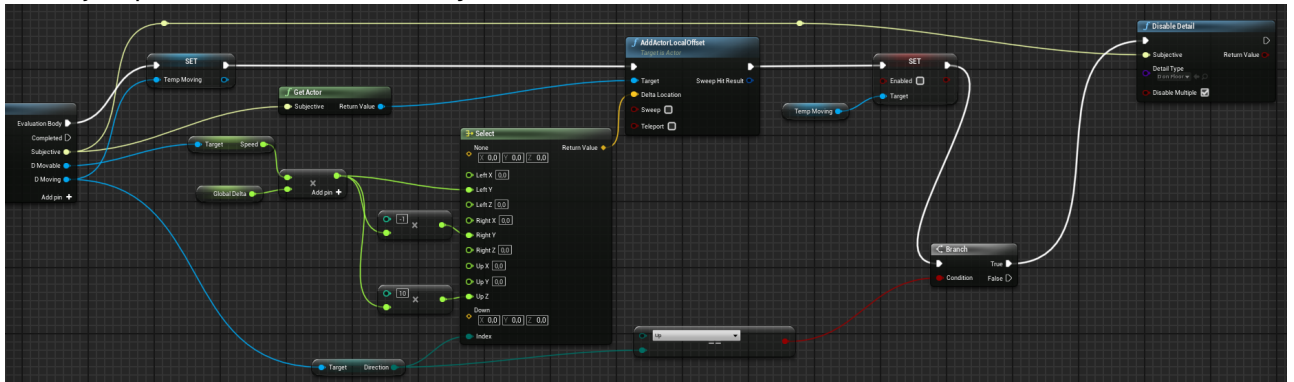 Evaluation Body
Completed
Subjective
D Movable
D Moving
Add pin +
SET
Temp Moving
Get Actor
Subjective Return Value
Target Speed
Global Delta
×
Add pin +
-1 ×
10 ×
Select
None Return Value
X 0,0 Y 0,0 Z 0,0
Left X 0,0
Left Y
Left Z 0,0
Right X 0,0
Right Y
Right Z 0,0
Up X 0,0
Up Y 0,0
Up Z
Down
X 0,0 Y 0,0 Z 0,0
Index
Target Direction
AddActorLocalOffset
Target is Actor
Target Sweep Hit Result
Delta Location
Sweep
Teleport
Temp Moving
SET
Enabled
Target
Up
==
Branch
True
Condition False
Disable Detail
Subjective Return Value
Detail Type
Disable Multiple